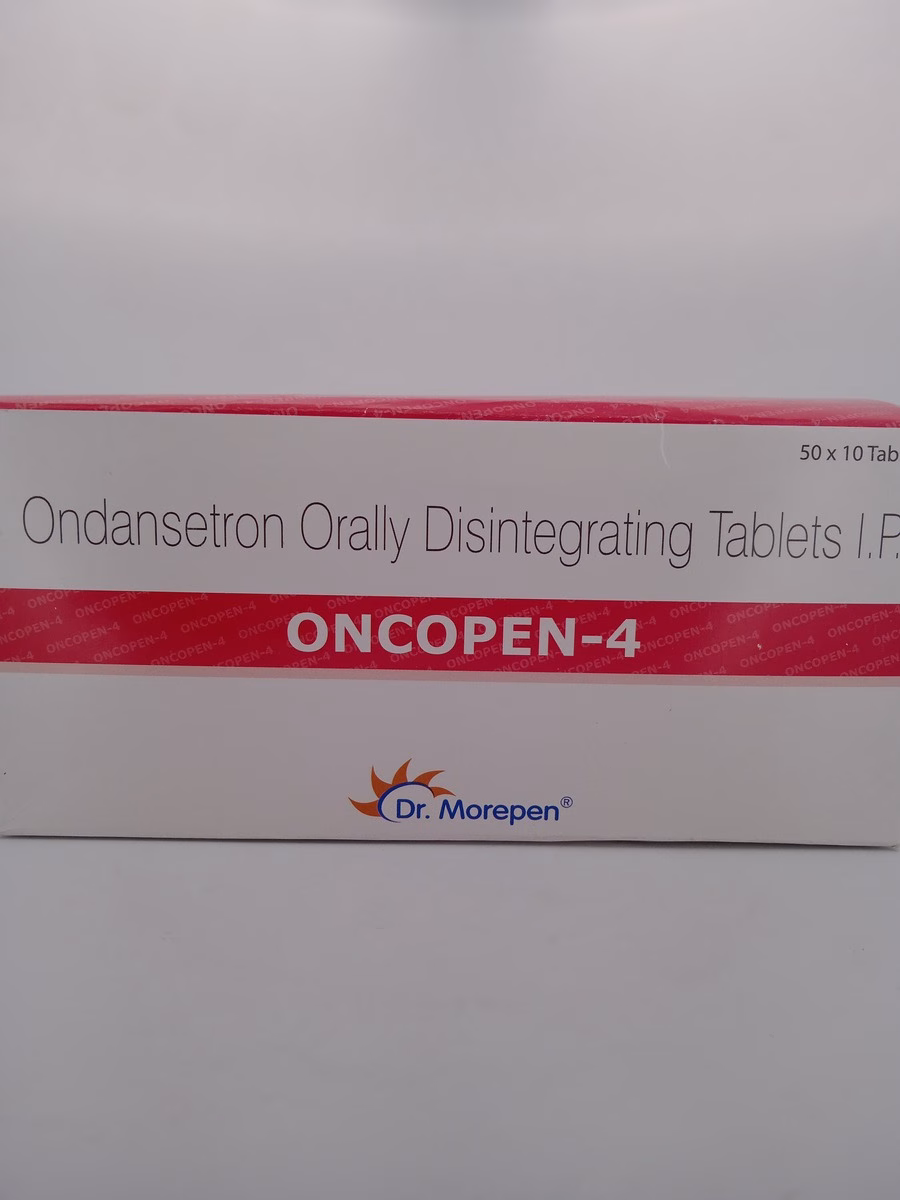 50 x 10 Tab
Ondansetron Orally Disintegrating Tablets I.P.
ONCOPEN-4
Dr. Morepen®